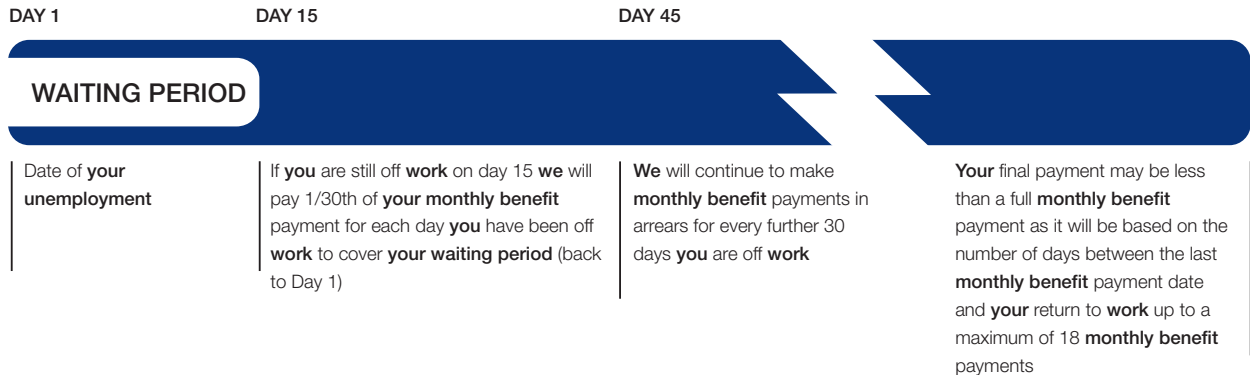 DAY 1
DAY 15
DAY 45
WAITING PERIOD
Date of your
unemployment
If you are still off work on day 15 we will
pay 1/30th of your monthly benefit
payment for each day you have been off
work to cover your waiting period (back
to Day 1)
We will continue to make
monthly benefit payments in
arrears for every further 30
days you are off work
Your final payment may be less
than a full monthly benefit
payment as it will be based on the
number of days between the last
monthly benefit payment date
and your return to work up to a
maximum of 18 monthly benefit
payments